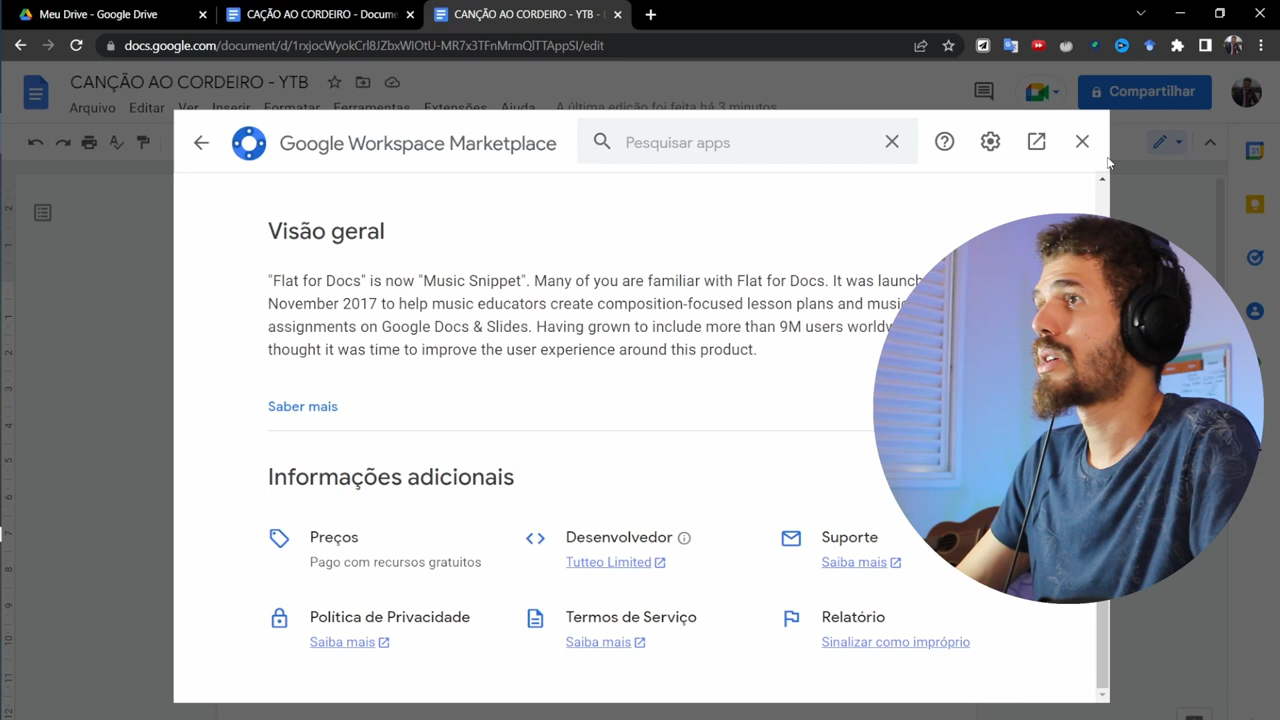 Meu Drive - Google Drive
CAÇÃO AO CORDEIRO - Docume
CANÇÃO AO CORDEIRO - YTB -
docs.google.com/document/d/1rxjocWyokCrl8JZbxWIOtU-MR7x3TFnMrmQlTTAppSI/edit
CANÇÃO AO CORDEIRO - YTB
Compartilhar
Arquivo Editar Ver Inserir Formatar Ferramentas Extensões Ajuda A última edição foi feita há 3 minutos
Google Workspace Marketplace
Pesquisar apps
Visão geral
"Flat for Docs" is now "Music Snippet". Many of you are familiar with Flat for Docs. It was launch
November 2017 to help music educators create composition-focused lesson plans and music
assignments on Google Docs & Slides. Having grown to include more than 9M users worldw
thought it was time to improve the user experience around this product.
Saber mais
Informações adicionais
Preços
Pago com recursos gratuitos
Desenvolvedor
Tutteo Limited
Suporte
Saiba mais
Política de Privacidade
Saiba mais
Termos de Serviço
Saiba mais
Relatório
Sinalizar como impróprio